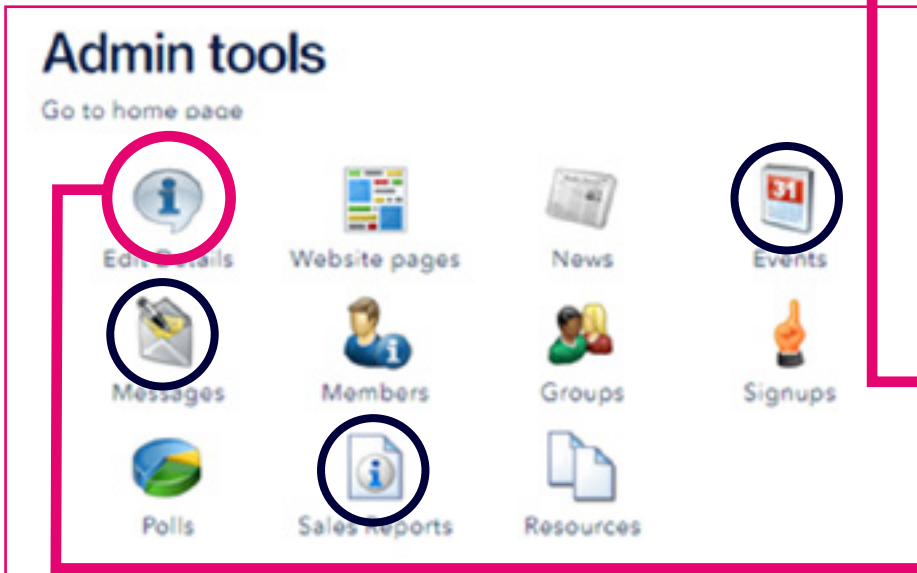 Admin tools
Go to home page
Edit Details
Website pages
News
31
Events
Messages
Members
Groups
Signups
Polls
Sales Reports
Resources